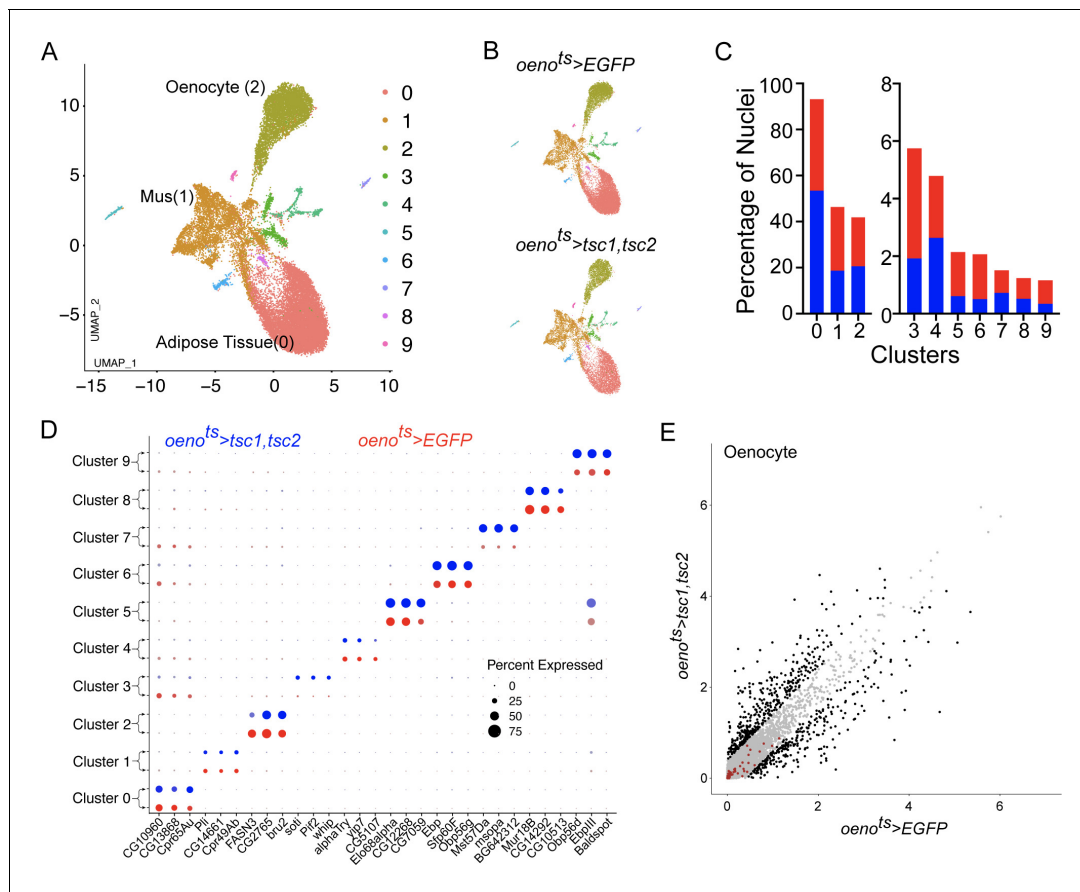 A
Oenocyte (2)
Mus(1)
Adipose Tissue(0)
10
5
0
−5
UMAP_2
UMAP_1
−15
−10
−5
0
5
10
0
1
2
3
4
5
6
7
8
9
B
oeno^ts>EGFP
oeno^ts>tsc1,tsc2
C
Percentage of Nuclei
100
80
60
40
20
0
8
6
4
2
0
0 1 2
3 4 5 6 7 8 9
Clusters
D
oeno^ts>tsc1,tsc2
oeno^ts>EGFP
Cluster 9
Cluster 8
Cluster 7
Cluster 6
Cluster 5
Cluster 4
Cluster 3
Cluster 2
Cluster 1
Cluster 0
Percent Expressed
0
25
50
75
CG10960
CG13868
Cpr65Au
Pli
CG14661
Cpr49Ab
FASN3
CG2765
bru2
soti
Pif2
whip
alphaTry
yip7
CG5107
Elo68alpha
CG12268
CG7059
Ebp
Sfp60F
Obp56g
Mst57Da
msopa
BG642312
Mur18B
CG14292
CG10513
Obp56d
EbpIII
Baldspot
E
Oenocyte
oeno^ts>tsc1,tsc2
6
4
2
0
0
2
4
6
oeno^ts>EGFP